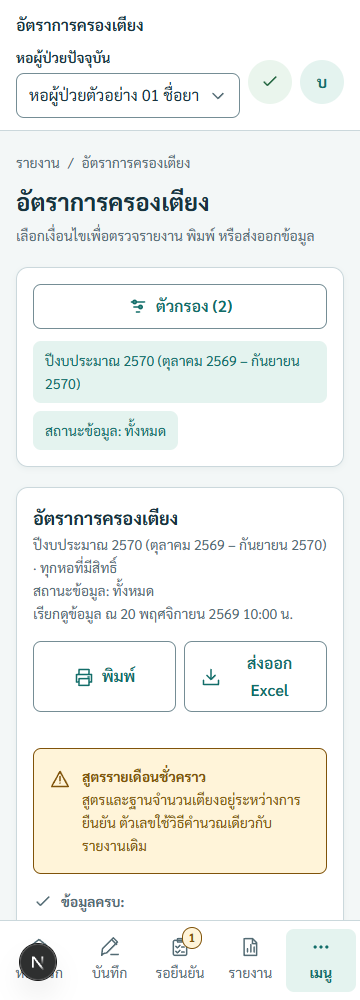 อัตราการครองเตียง
หอผู้ป่วยปัจจุบัน
หอผู้ป่วยตัวอย่าง 01 ชื่อยา
บ
รายงาน / อัตราการครองเตียง
อัตราการครองเตียง
เลือกเงื่อนไขเพื่อตรวจรายงาน พิมพ์ หรือส่งออกข้อมูล
ตัวกรอง (2)
ปีงบประมาณ 2570 (ตุลาคม 2569 – กันยายน
2570)
สถานะข้อมูล: ทั้งหมด
อัตราการครองเตียง
ปีงบประมาณ 2570 (ตุลาคม 2569 – กันยายน 2570)
· ทุกหอที่มีสิทธิ์
สถานะข้อมูล: ทั้งหมด
เรียกดูข้อมูล ณ 20 พฤศจิกายน 2569 10:00 น.
พิมพ์
ส่งออก
Excel
สูตรรายเดือนชั่วคราว
สูตรและฐานจำนวนเตียงอยู่ระหว่างการ
ยืนยัน ตัวเลขใช้วิธีคำนวณเดียวกับ
รายงานเดิม
ข้อมูลครบ:
1
N
บันทึก
รอยืนยัน
รายงาน
เมนู